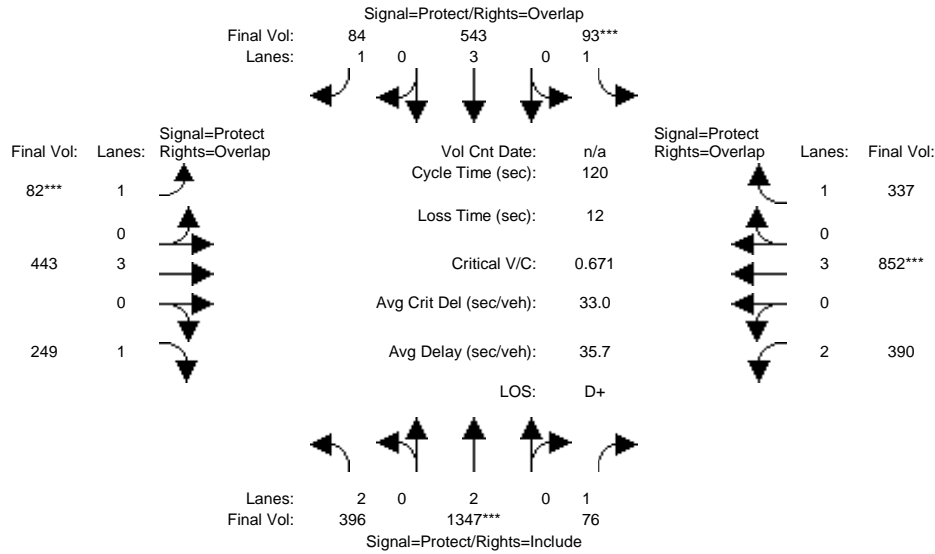 Signal=Protect/Rights=Overlap
Final Vol: 84 543 93***
Lanes: 1 0 3 0 1
Signal=Protect Signal=Protect
Final Vol: Lanes: Rights=Overlap Vol Cnt Date: n/a Rights=Overlap Lanes: Final Vol:
Cycle Time (sec): 120
82*** 1 1 337
Loss Time (sec): 12
0 0
443 3 Critical V/C: 0.671 3 852***
0 Avg Crit Del (sec/veh): 33.0 0
249 1 Avg Delay (sec/veh): 35.7 2 390
LOS: D+
Lanes: 2 0 2 0 1
Final Vol: 396 1347*** 76
Signal=Protect/Rights=Include